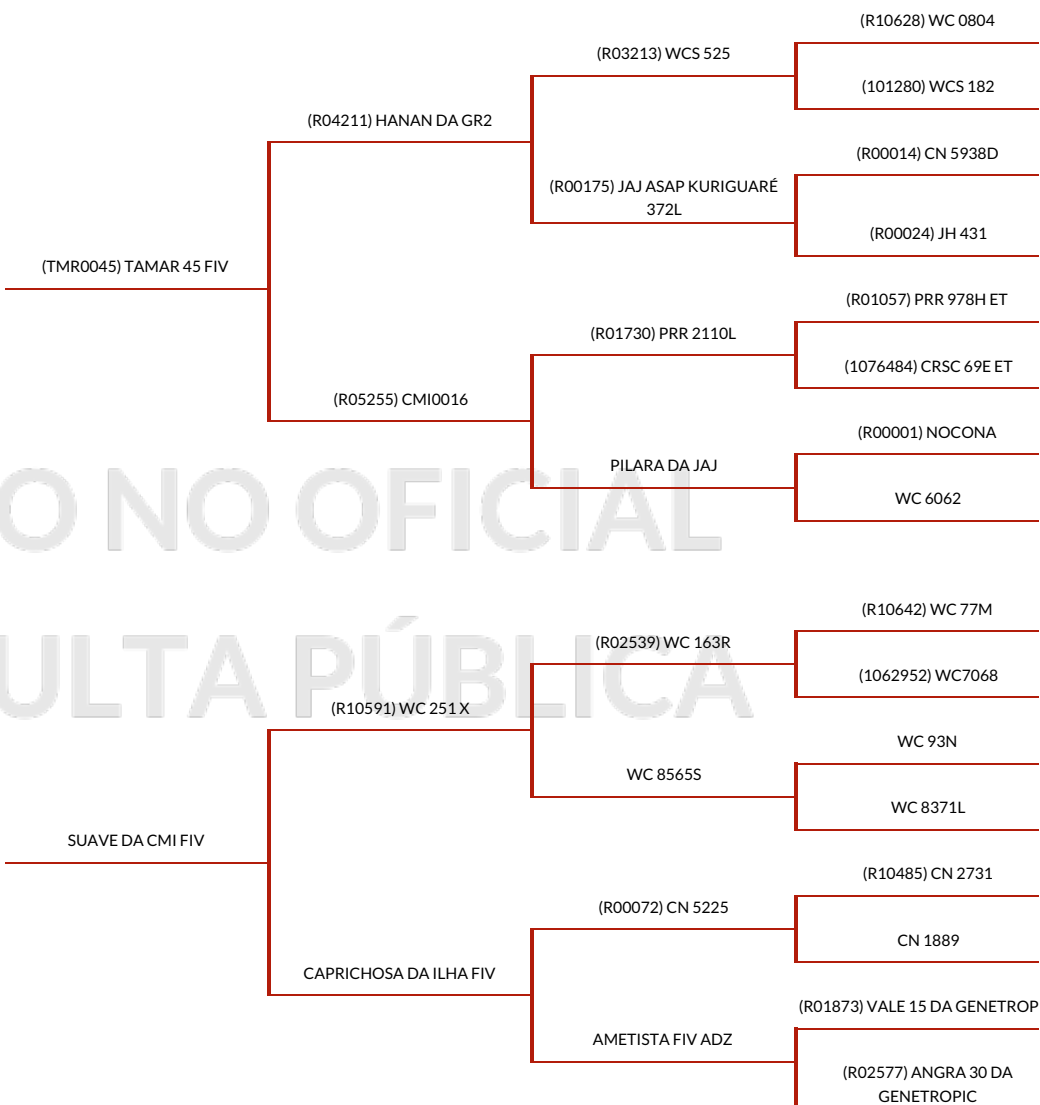 (R10628) WC 0804
(R03213) WCS 525
(101280) WCS 182
(R04211) HANAN DA GR2
(R00014) CN 5938D
(R00175) JAJ ASAP KURIGUARÉ
372L
(R00024) JH 431
(TMR0045) TAMAR 45 FIV
(R01057) PRR 978H ET
(R01730) PRR 2110L
(1076484) CRSC 69E ET
(R05255) CMI0016
(R00001) NOCONA
PILARA DA JAJ
WC 6062
O NO OFICIAL
(R10642) WC 77M
(R02539) WC 163R
(1062952) WC7068
ULTA PÚBLICA
(R10591) WC 251 X
WC 93N
WC 8565S
WC 8371L
SUAVE DA CMI FIV
(R10485) CN 2731
(R00072) CN 5225
CN 1889
CAPRICHOSA DA ILHA FIV
(R01873) VALE 15 DA GENETROP
AMETISTA FIV ADZ
(R02577) ANGRA 30 DA
GENETROPIC